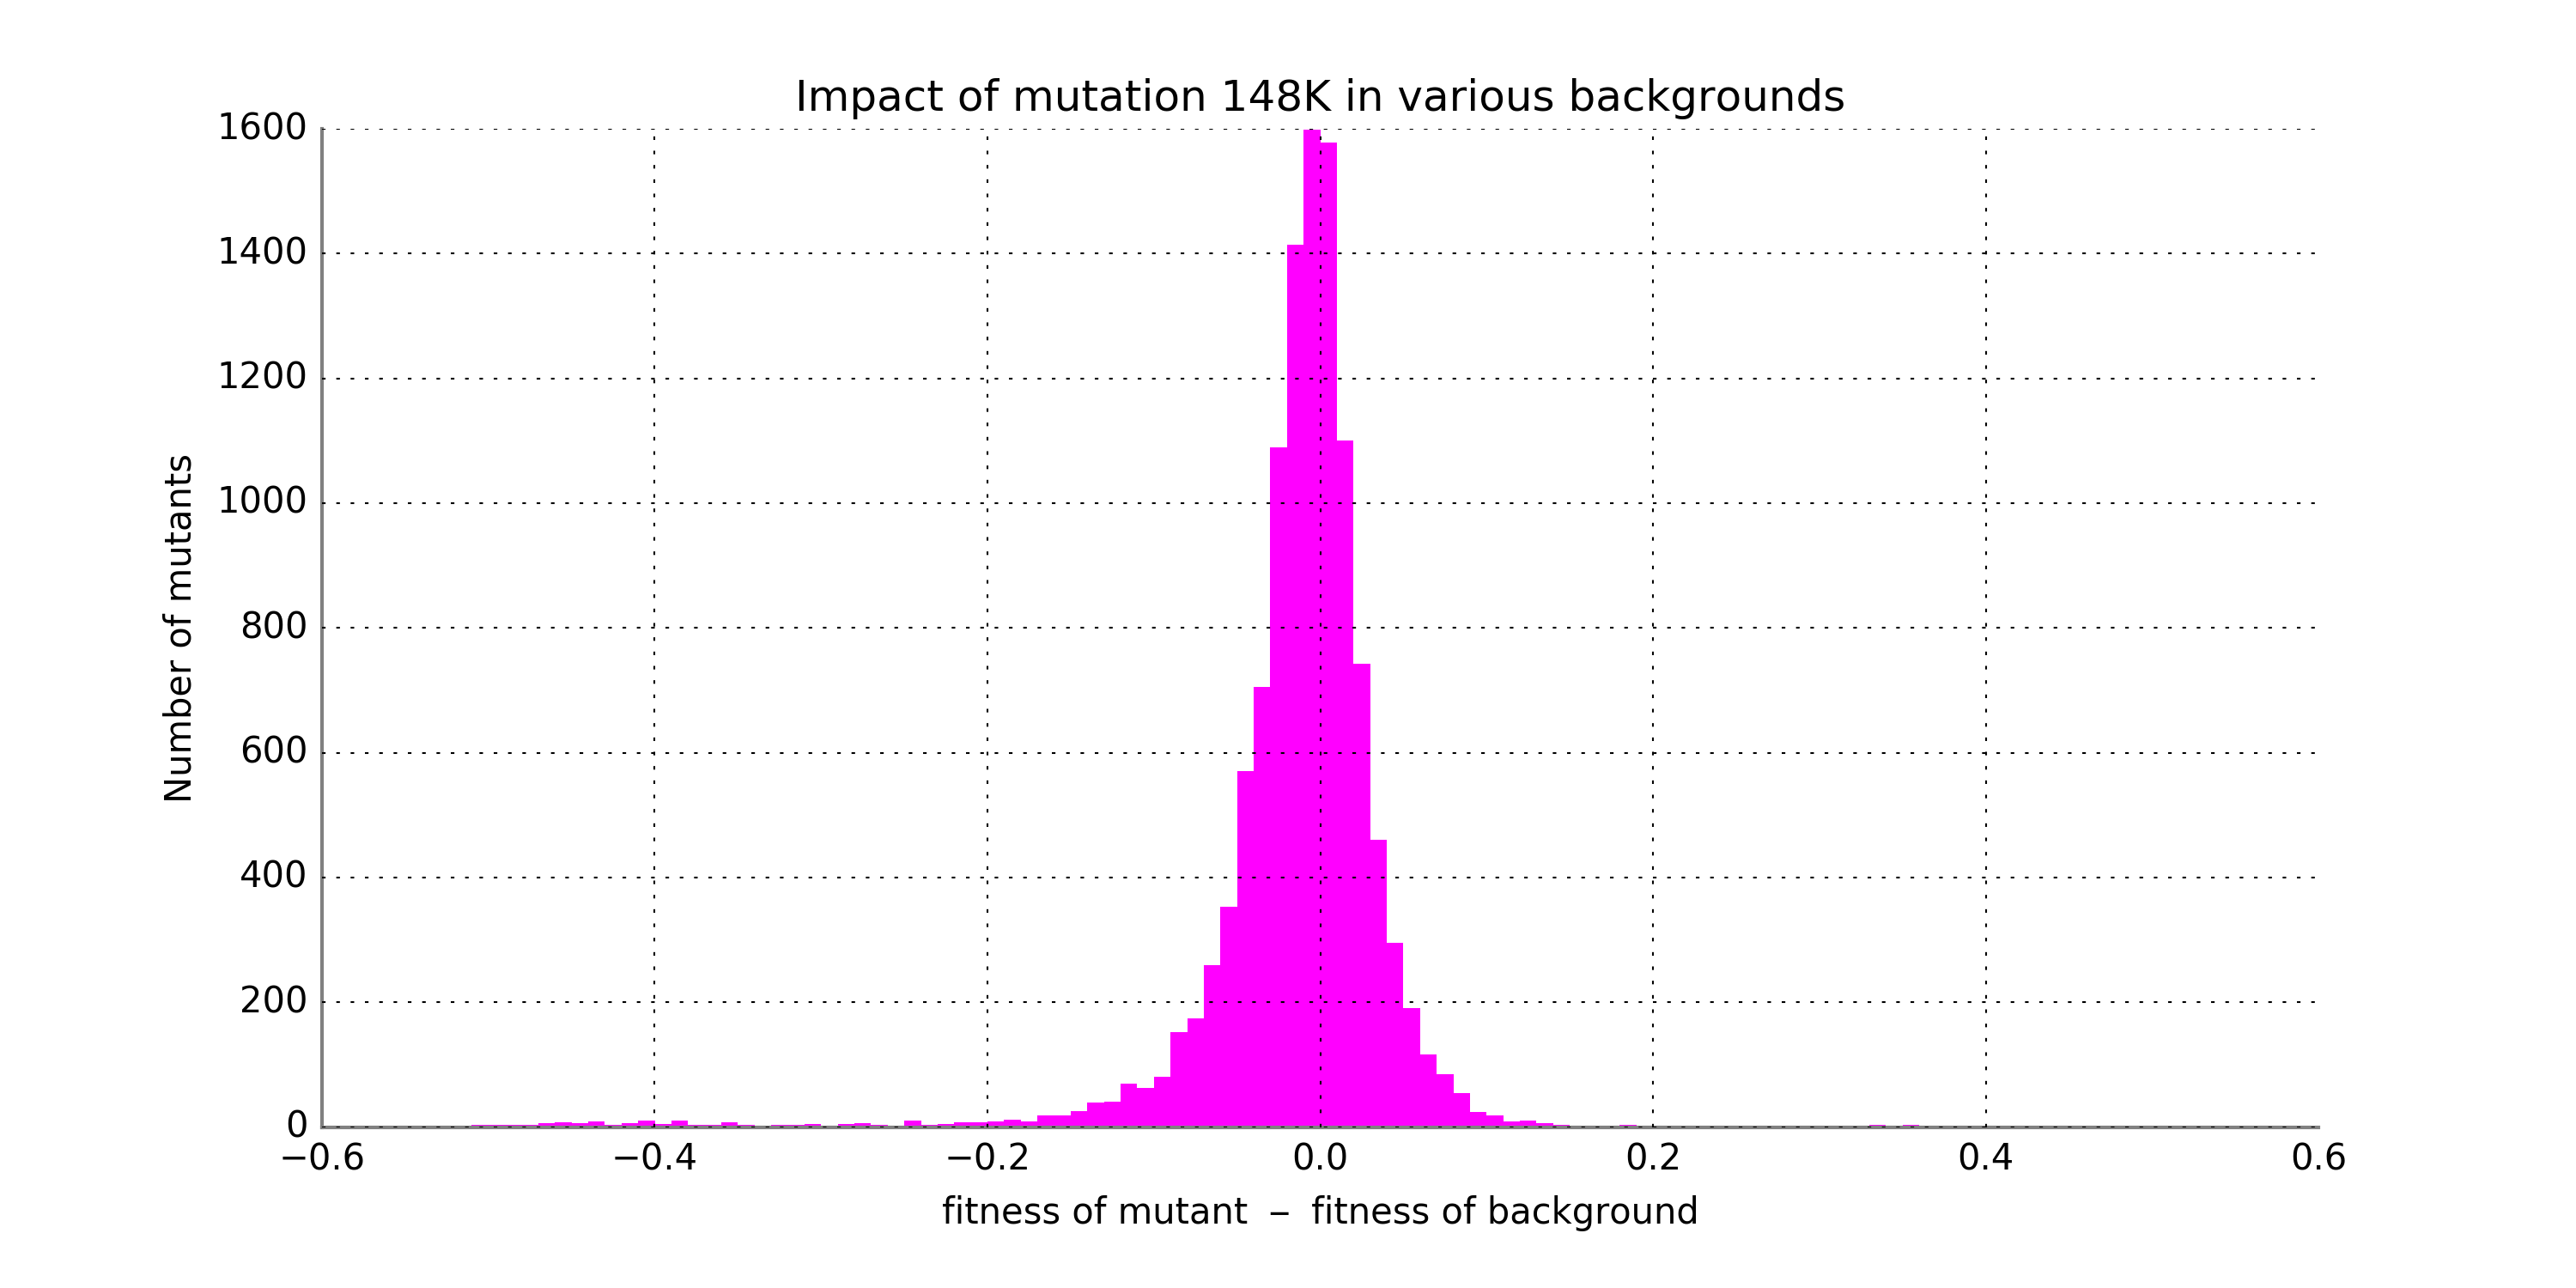 Impact of mutation 148K in various backgrounds
1600
1400
1200
1000
800
600
400
200
0
Number of mutants
−0.6 −0.4 −0.2 0.0 0.2 0.4 0.6
fitness of mutant − fitness of background